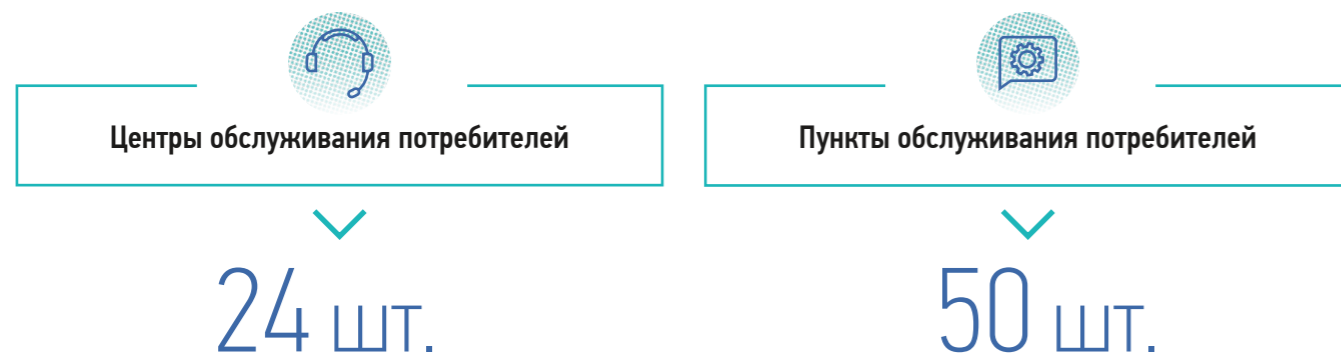 Центры обслуживания потребителей
24 шт.
Пункты обслуживания потребителей
50 шт.